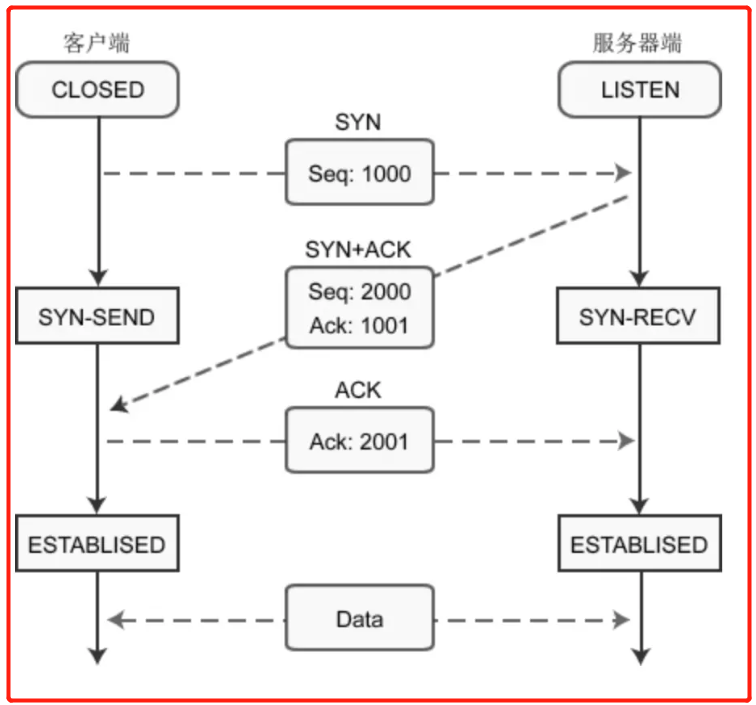 客户端
服务器端
CLOSED
LISTEN
SYN
Seq: 1000
SYN+ACK
Seq: 2000
Ack: 1001
SYN-SEND
SYN-RECV
ACK
Ack: 2001
ESTABLISED
ESTABLISED
Data